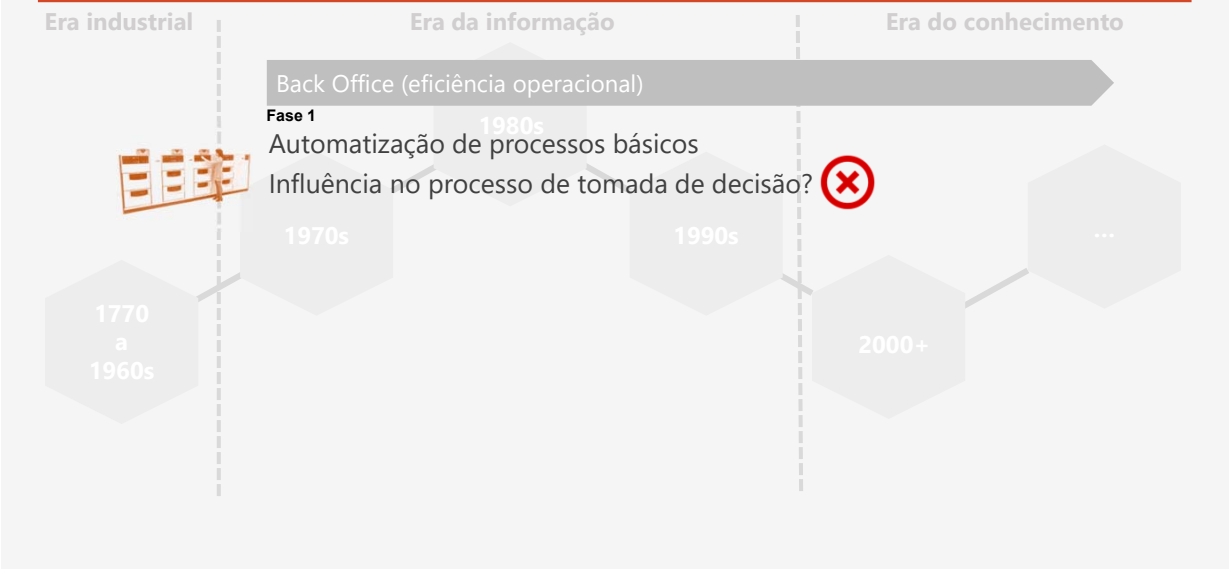 Era industrial
Era da informação
Era do conhecimento
Back Office (eficiência operacional)
Fase 1
1980s
Automatização de processos básicos
Influência no processo de tomada de decisão?
1970s
1990s
...
1770
a
1960s
2000+